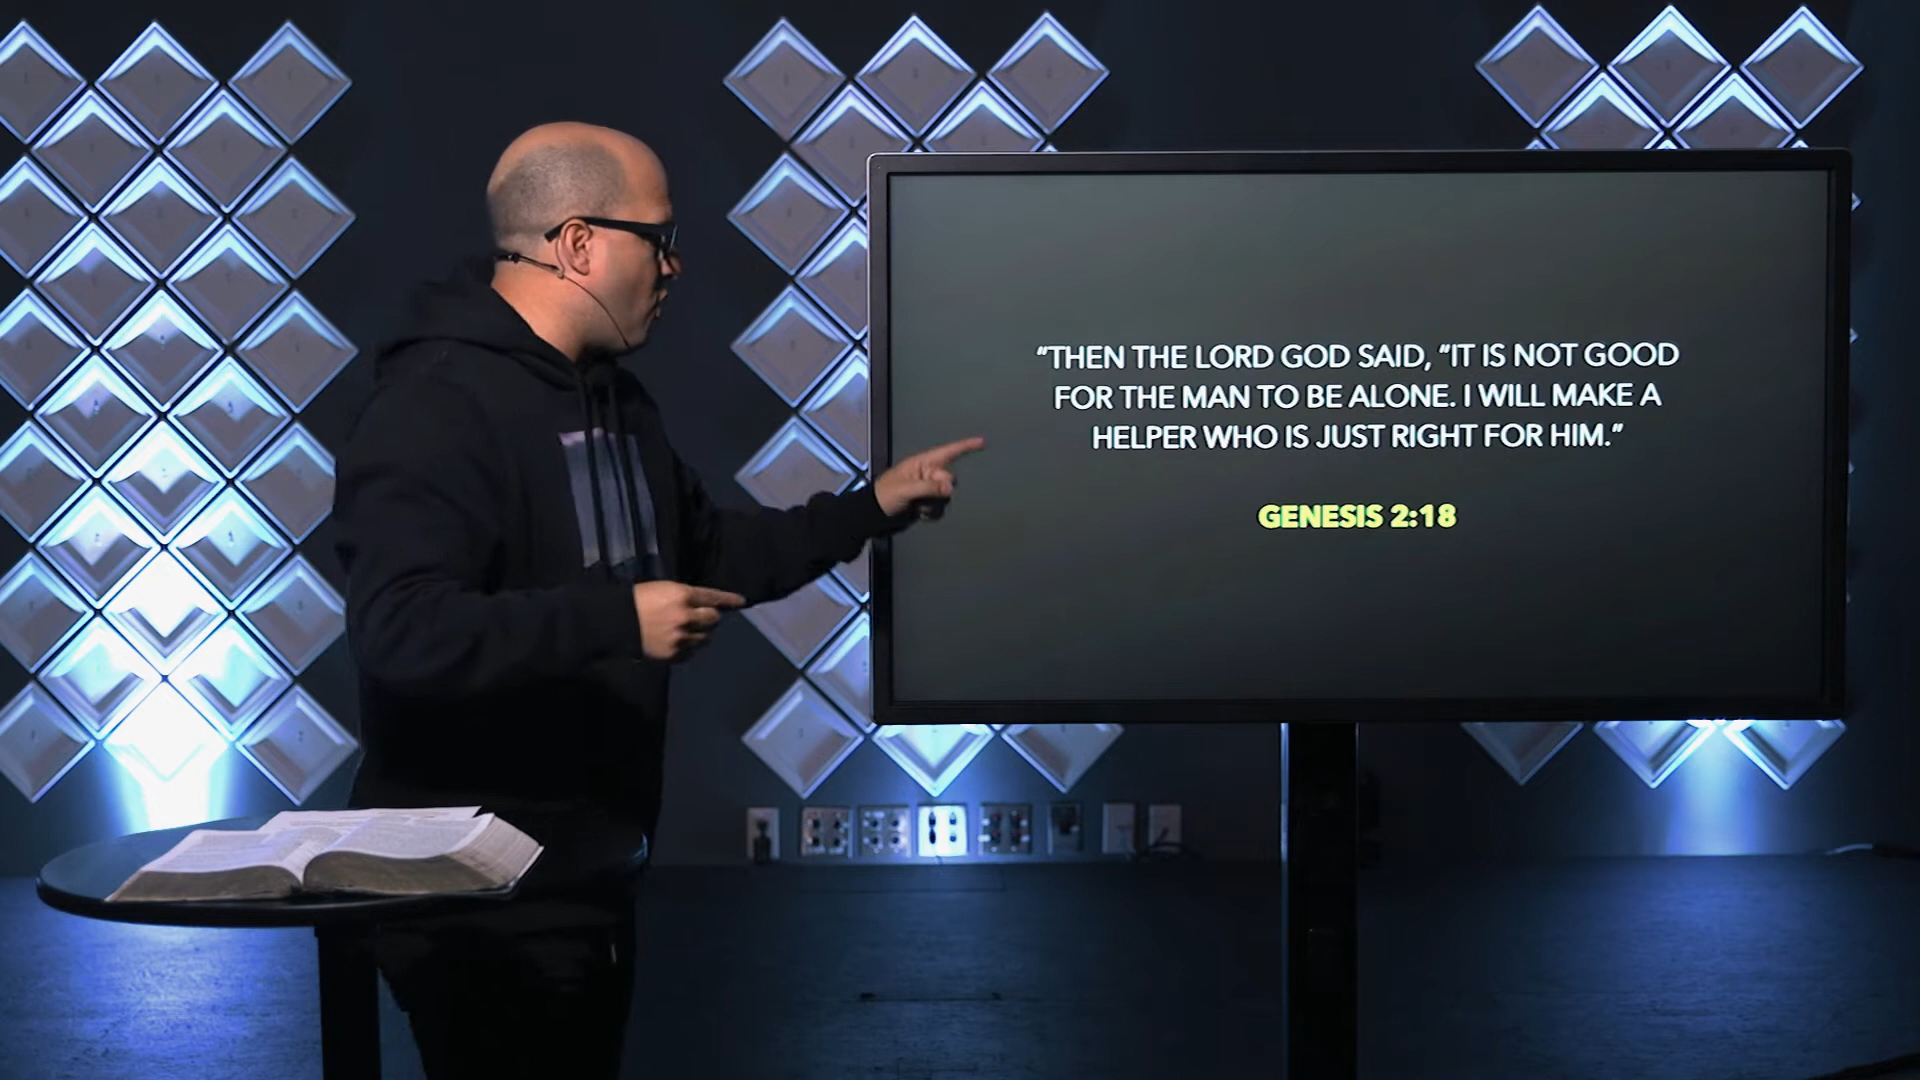 “THEN THE LORD GOD SAID, “IT IS NOT GOOD
FOR THE MAN TO BE ALONE. I WILL MAKE A
HELPER WHO IS JUST RIGHT FOR HIM.”
GENESIS 2:18